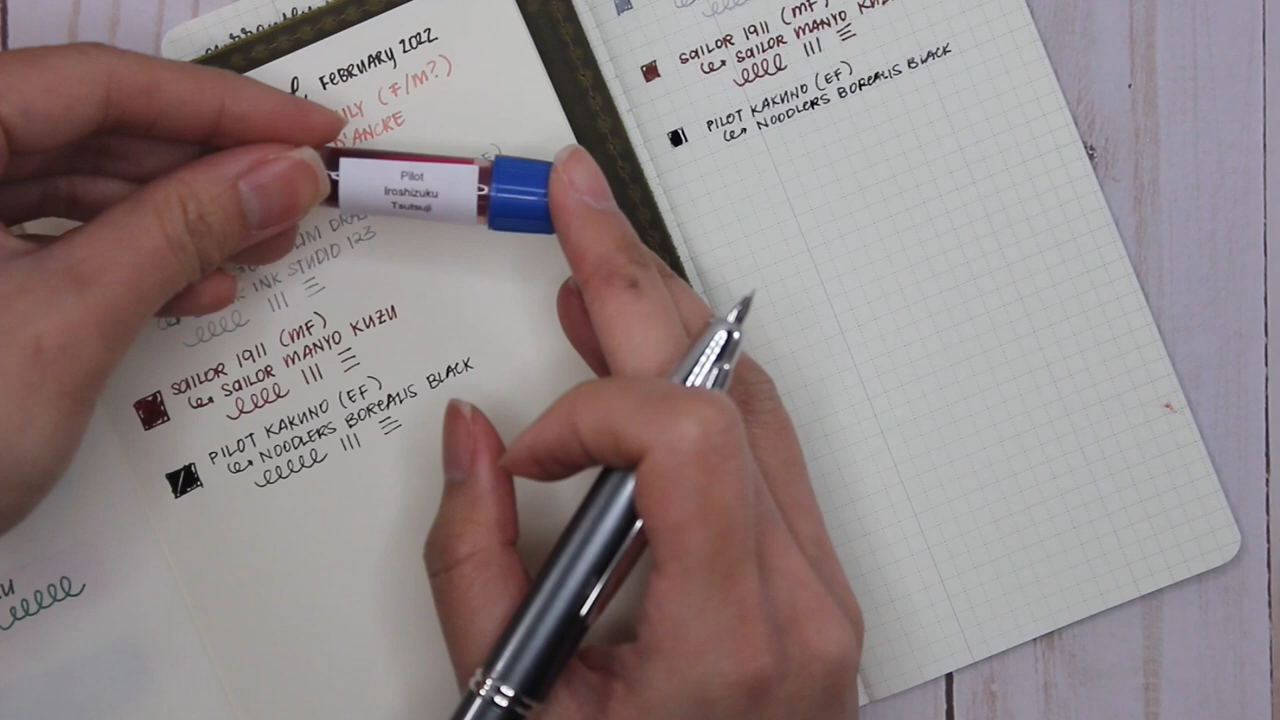 FEBRUARY 2022
(F/M?)
D'ANCRE
Pilot
Iroshizuku
Tsutsuji
INK STUDIO 123
SAILOR 1911 (MF)
SAILOR MANYO KUZU
PILOT KAKUNO (EF)
NOODLERS BOREALIS BLACK
SAILOR 1911 (MF)
SAILOR MANYO KUZU
PILOT KAKUNO (EF)
NOODLERS BOREALIS BLACK